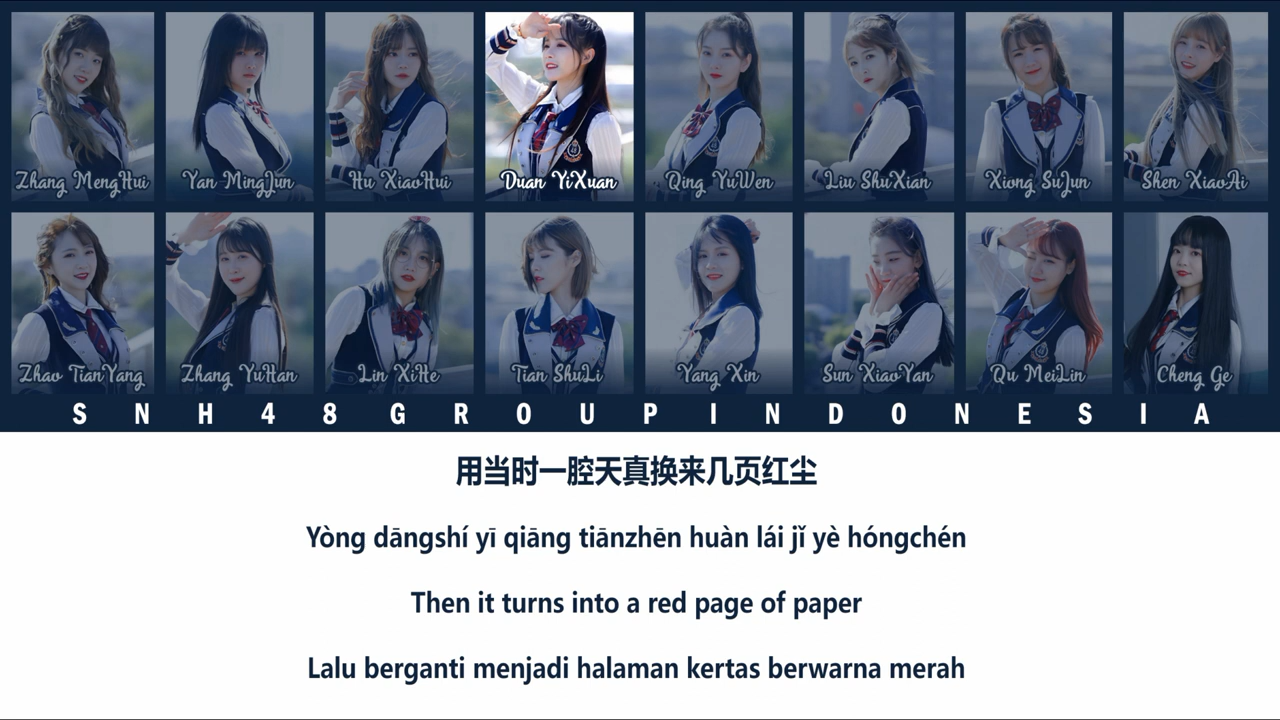 Zhang MengHui Yan MingJun Hu XiaoHui Duan YiXuan Qing YuWen Liu ShuXian Xiong SuJun Shen XiaoAi
Zhao TianYang Zhang YuHan Lin XiHe Tian ShuLi Yang Xin Sun XiaoYan Qu MeiLin Cheng Ge
SNH48GROUPINDONESIA
用当时一腔天真换来几页红尘
Yòng dāngshí yī qiāng tiānzhēn huàn lái jǐ yè hóngchén
Then it turns into a red page of paper
Lalu berganti menjadi halaman kertas berwarna merah